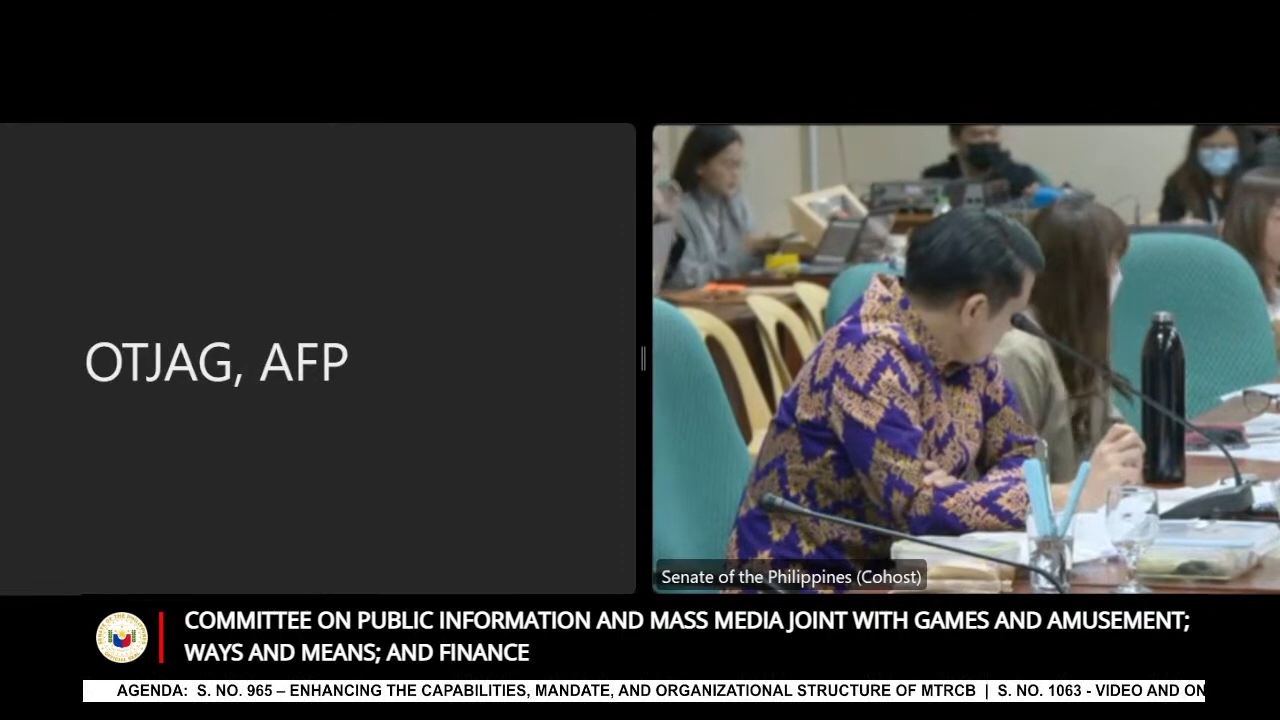 OTJAG, AFP
Senate of the Philippines (Cohost)
COMMITTEE ON PUBLIC INFORMATION AND MASS MEDIA JOINT WITH GAMES AND AMUSEMENT;
WAYS AND MEANS; AND FINANCE
AGENDA: S. NO. 965 – ENHANCING THE CAPABILITIES, MANDATE, AND ORGANIZATIONAL STRUCTURE OF MTRCB | S. NO. 1063 - VIDEO AND ON